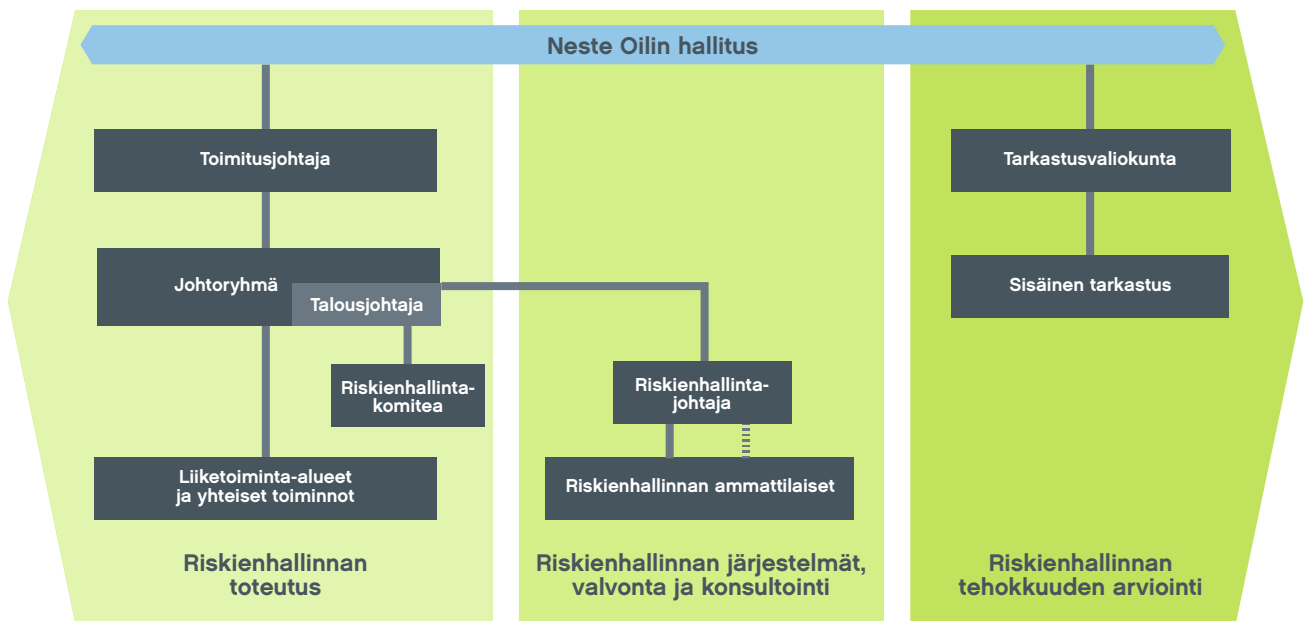 Neste Oilin hallitus
Toimitusjohtaja
Tarkastusvaliokunta
Johtoryhmä
Talousjohtaja
Sisäinen tarkastus
Riskienhallinta-
komitea
Riskienhallinta-
johtaja
Liiketoiminta-alueet
ja yhteiset toiminnot
Riskienhallinnan ammattilaiset
Riskienhallinnan
toteutus
Riskienhallinnan järjestelmät,
valvonta ja konsultointi
Riskienhallinnan
tehokkuuden arviointi